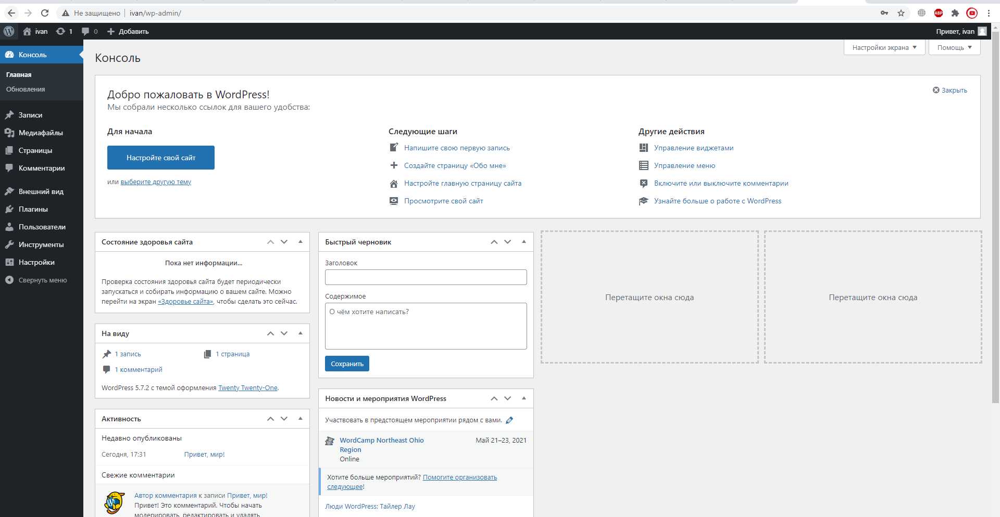 Не защищено
ivan/wp-admin/
ABP
ivan
1
0
Добавить
Привет, ivan
Консоль
Главная
Обновления
Записи
Медиафайлы
Страницы
Комментарии
Внешний вид
Плагины
Пользователи
Инструменты
Настройки
Свернуть меню
Консоль
Настройки экрана
Помощь
Добро пожаловать в WordPress!
Мы собрали несколько ссылок для вашего удобства:
Закрыть
Для начала
Настройте свой сайт
или выберите другую тему
Следующие шаги
Напишите свою первую запись
Создайте страницу «Обо мне»
Настройте главную страницу сайта
Просмотрите свой сайт
Другие действия
Управление виджетами
Управление меню
Включите или выключите комментарии
Узнайте больше о работе с WordPress
Состояние здоровья сайта
Пока нет информации...
Проверка состояния здоровья сайта будет периодически
запускаться и собирать информацию о вашем сайте. Можно
перейти на экран «Здоровье сайта», чтобы сделать это сейчас.
На виду
1 запись
1 страница
1 комментарий
WordPress 5.7.2 с темой оформления Twenty Twenty-One.
Активность
Недавно опубликованы
Сегодня, 17:31
Привет, мир!
Свежие комментарии
Автор комментария к записи Привет, мир!
Привет! Это комментарий. Чтобы начать
модерировать, редактировать и удалять
Быстрый черновик
Заголовок
Содержимое
О чём хотите написать?
Сохранить
Новости и мероприятия WordPress
Участвовать в предстоящем мероприятии рядом с вами.
WordCamp Northeast Ohio
Region
Май 21–23, 2021
Online
Хотите больше мероприятий? Помогите организовать
следующее!
Люди WordPress: Тайлер Лау
Перетащите окна сюда
Перетащите окна сюда